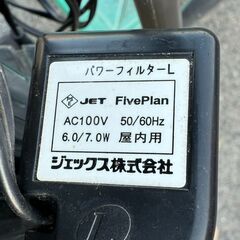 パワーフィルターL
JET FivePlan
AC100V 50/60Hz
6.0/7.0W 屋内用
ジェックス株式会社